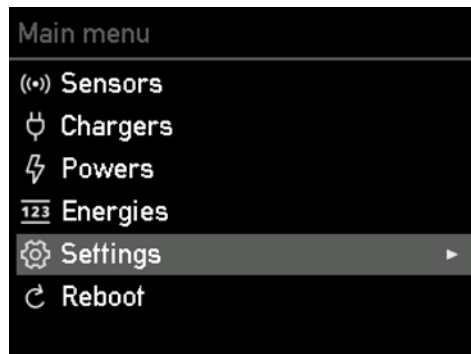 Main menu
Sensors
Chargers
Powers
123 Energies
Settings
Reboot